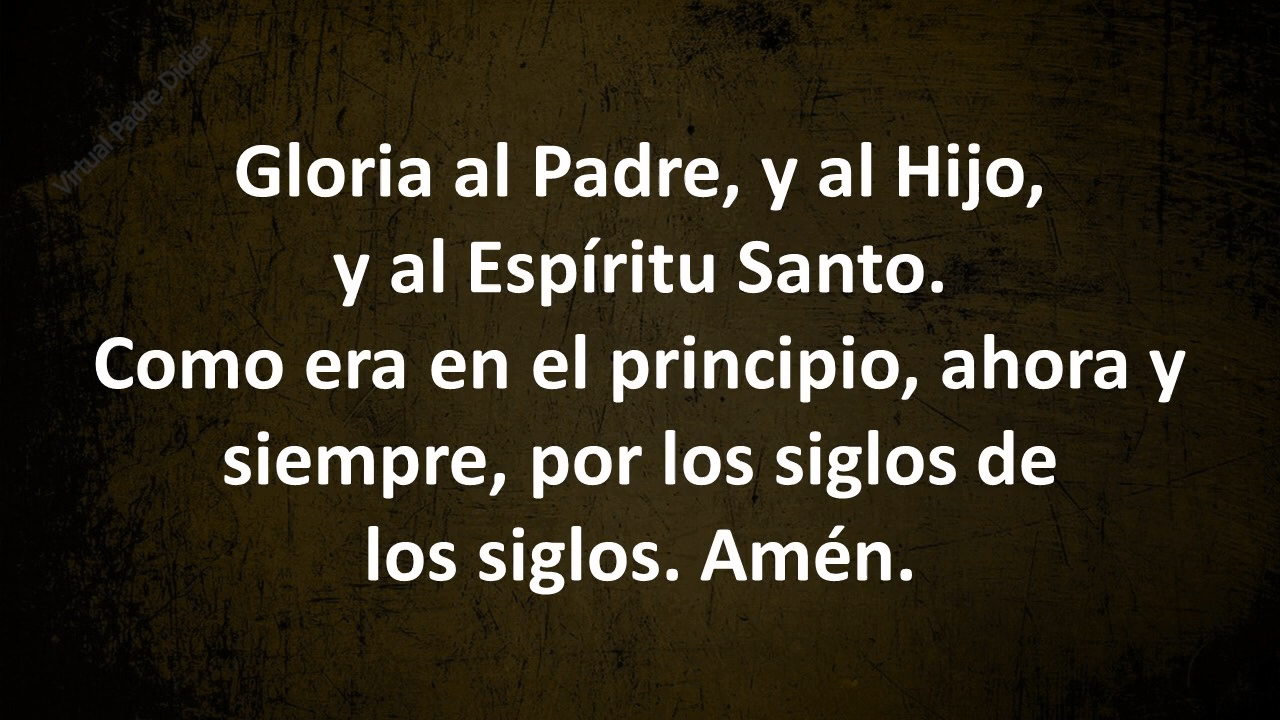 Virtual Padre Didier
Gloria al Padre, y al Hijo,
y al Espíritu Santo.
Como era en el principio, ahora y
siempre, por los siglos de
los siglos. Amén.